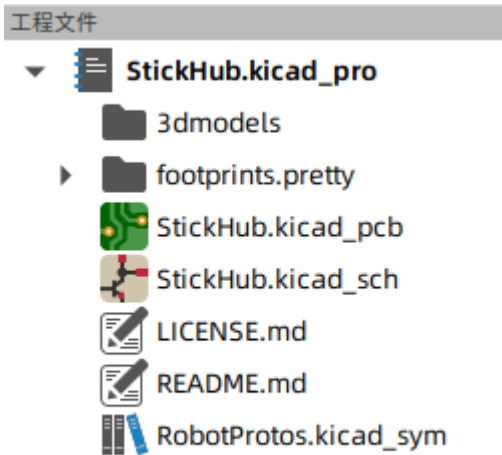 工程文件
StickHub.kicad_pro
3dmodels
footprints.pretty
StickHub.kicad_pcb
StickHub.kicad_sch
LICENSE.md
README.md
RobotProtos.kicad_sym